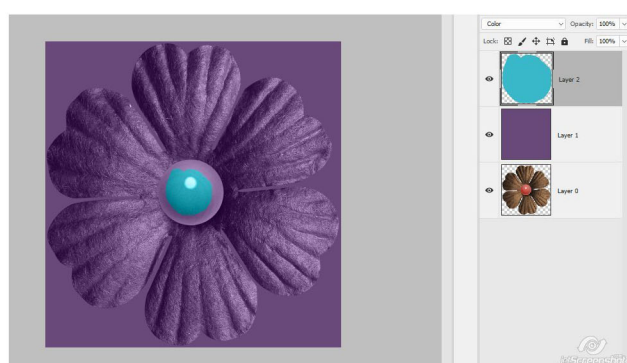 Color Opacity: 100%
Lock: Fill: 100%
Layer 2
Layer 1
Layer 0